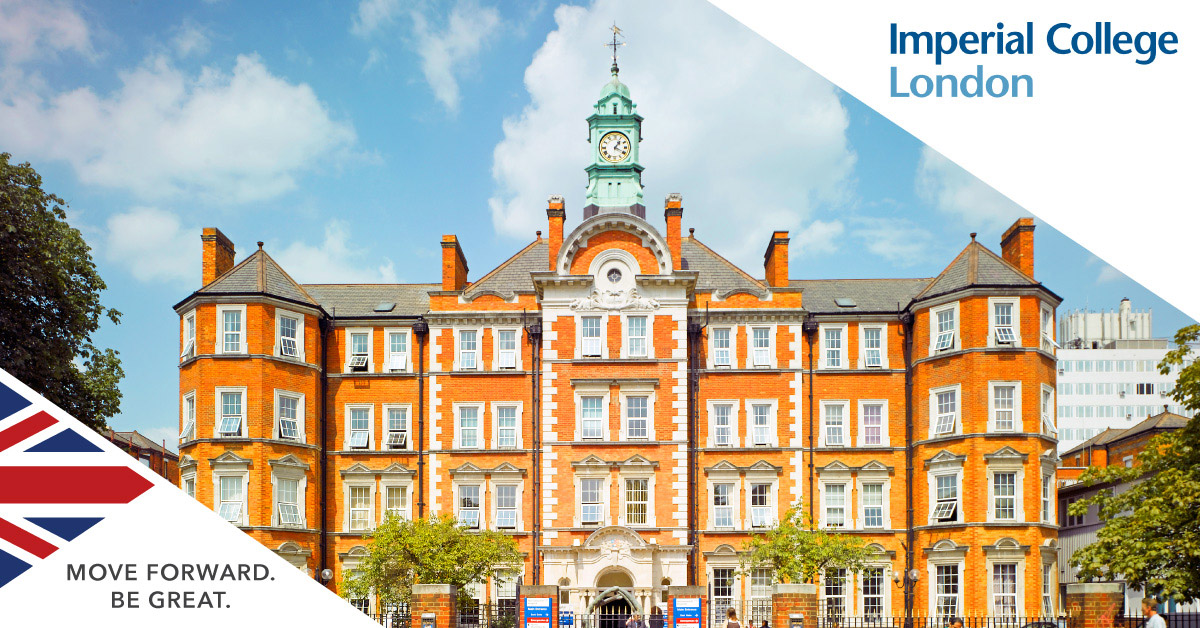 Imperial College
London
MOVE FORWARD.
BE GREAT.